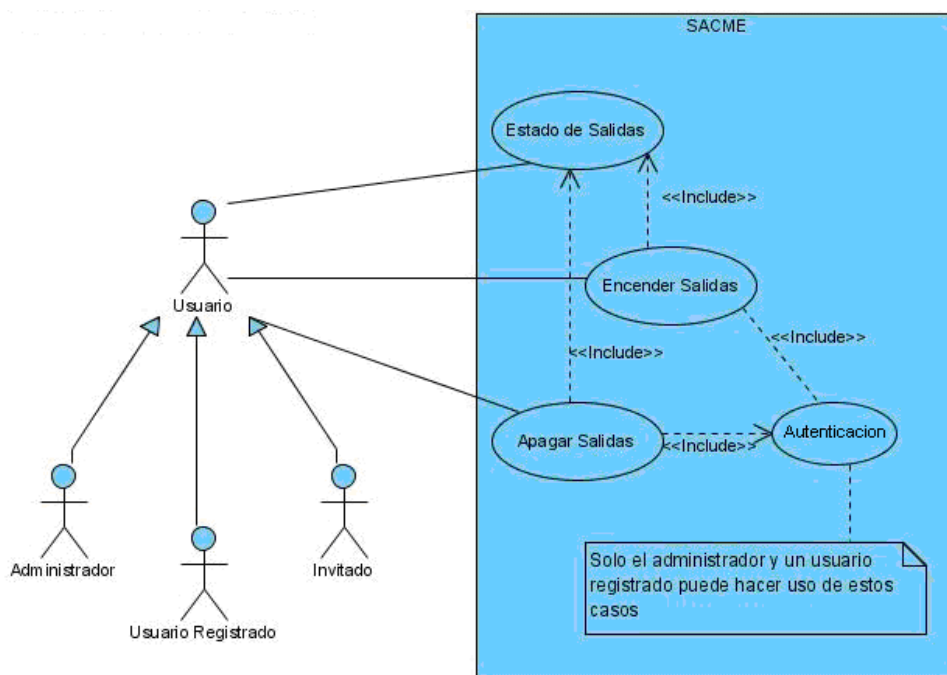 SACME
Estado de Salidas
<<Include>>
Encender Salidas
Usuario
<<Include>>
<<Include>>
Apagar Salidas
<<Include>>
Autenticacion
Administrador
Invitado
Usuario Registrado
Solo el administrador y un usuario
registrado puede hacer uso de estos
casos